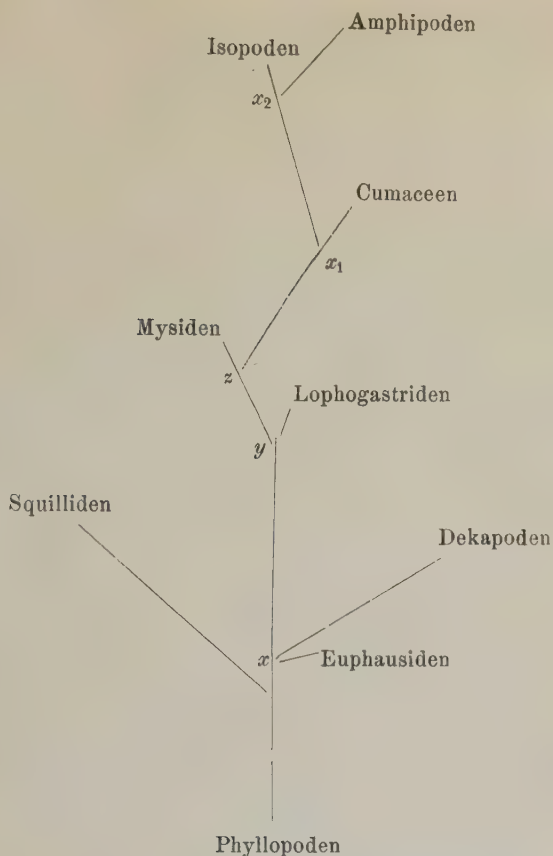 Amphipoden
Isopoden
x₂
Cumaceen
x₁
Mysiden
z
Lophogastriden
y
Squilliden
Dekapoden
x
Euphausiden
Phyllopoden